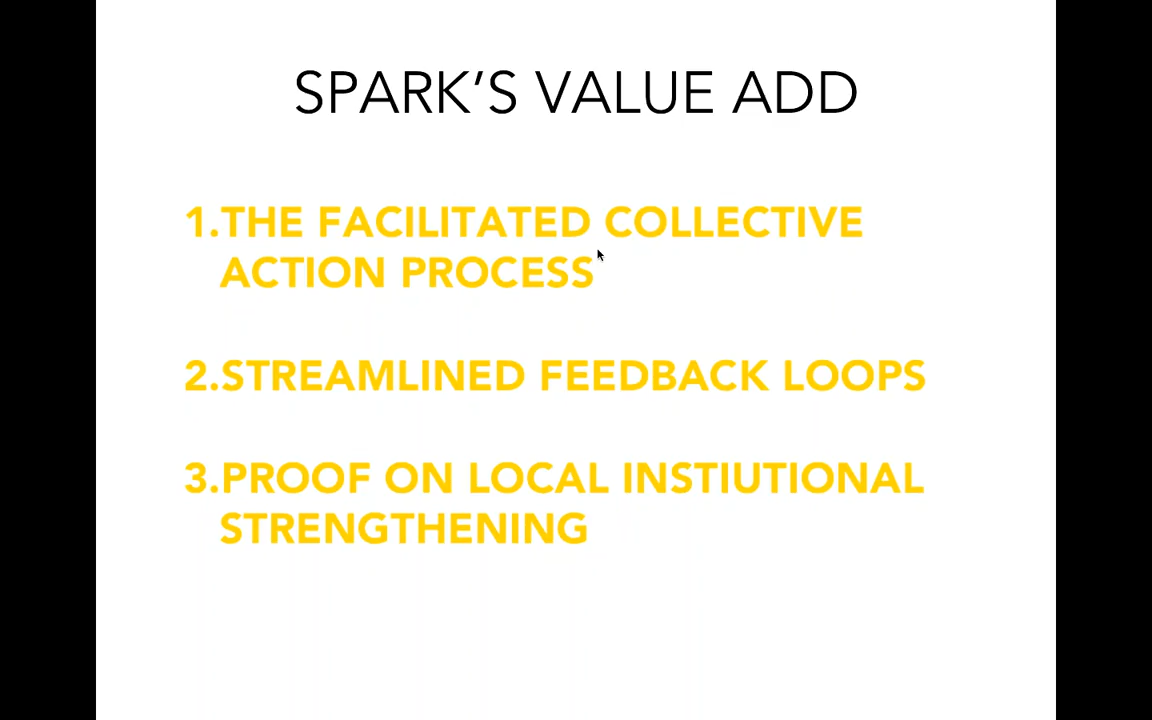 SPARK’S VALUE ADD
1.THE FACILITATED COLLECTIVE
ACTION PROCESS
2.STREAMLINED FEEDBACK LOOPS
3.PROOF ON LOCAL INSTIUTIONAL
STRENGTHENING